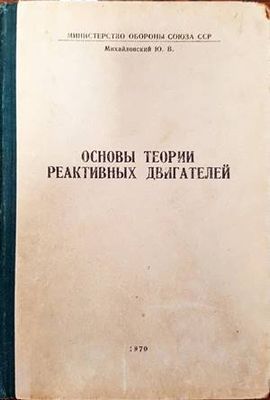 МИНИСТЕРСТВО ОБОРОНЫ СОЮЗА ССР
Михайловский Ю. В.
ОСНОВЫ ТЕОРИИ
РЕАКТИВНЫХ ДВИГАТЕЛЕЙ
1970